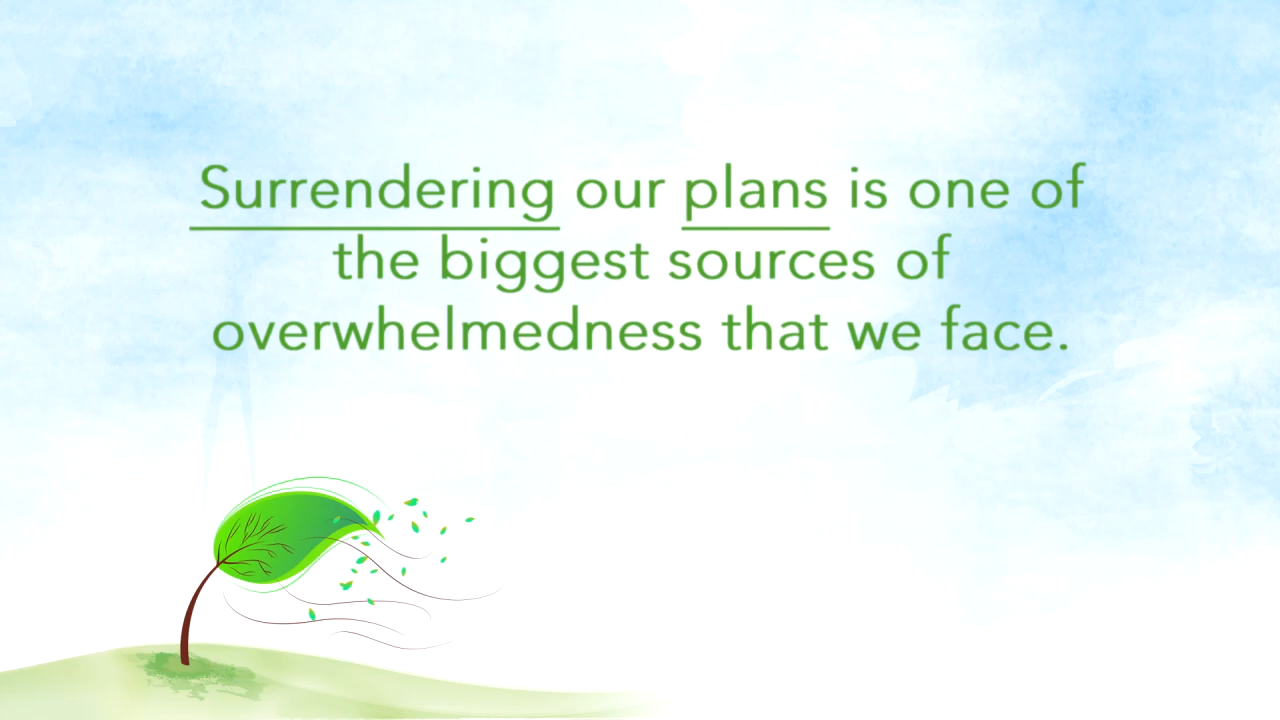 Surrendering our plans is one of
the biggest sources of
overwhelmedness that we face.